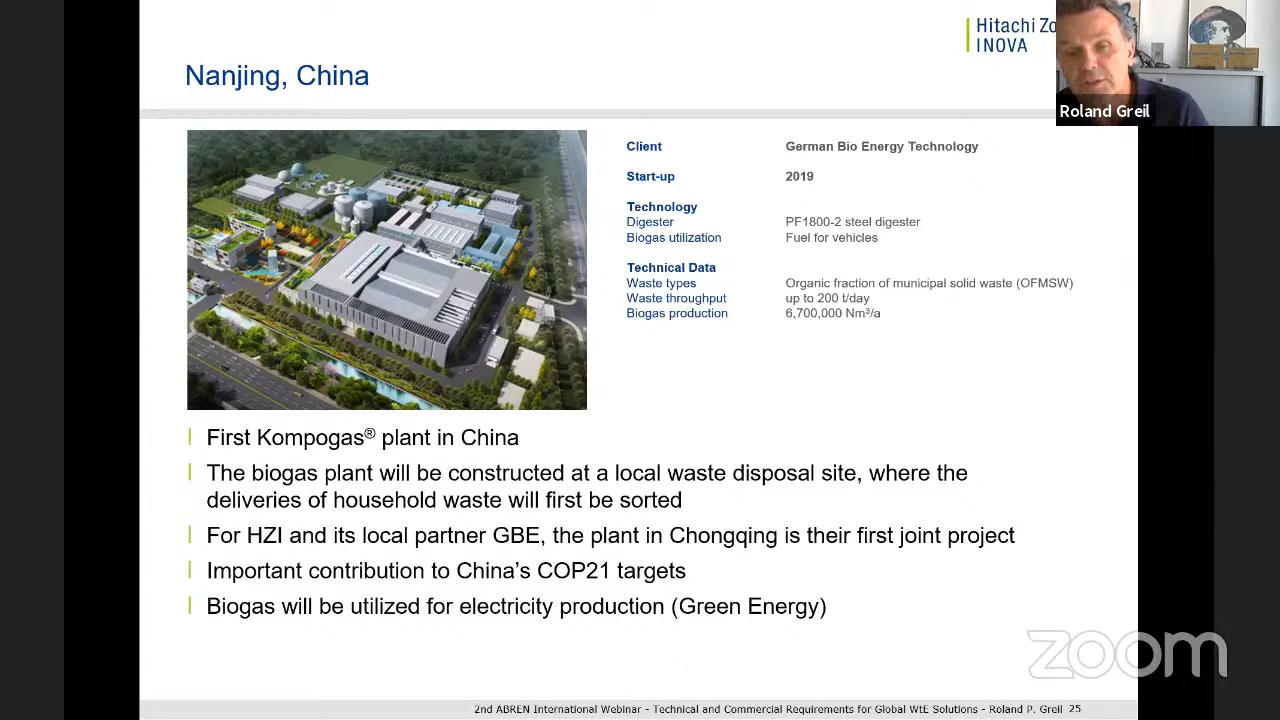 Hitachi Zo
INOVA
Roland Greil
Nanjing, China
Client German Bio Energy Technology
Start-up 2019
Technology
Digester PF1800-2 steel digester
Biogas utilization Fuel for vehicles
Technical Data
Waste types Organic fraction of municipal solid waste (OFMSW)
Waste throughput up to 200 t/day
Biogas production 6,700,000 Nm³/a
First Kompogas® plant in China
The biogas plant will be constructed at a local waste disposal site, where the
deliveries of household waste will first be sorted
For HZI and its local partner GBE, the plant in Chongqing is their first joint project
Important contribution to China's COP21 targets
Biogas will be utilized for electricity production (Green Energy)
zoom
2nd ABREN International Webinar - Technical and Commercial Requirements for Global WtE Solutions - Roland P. Greil 25